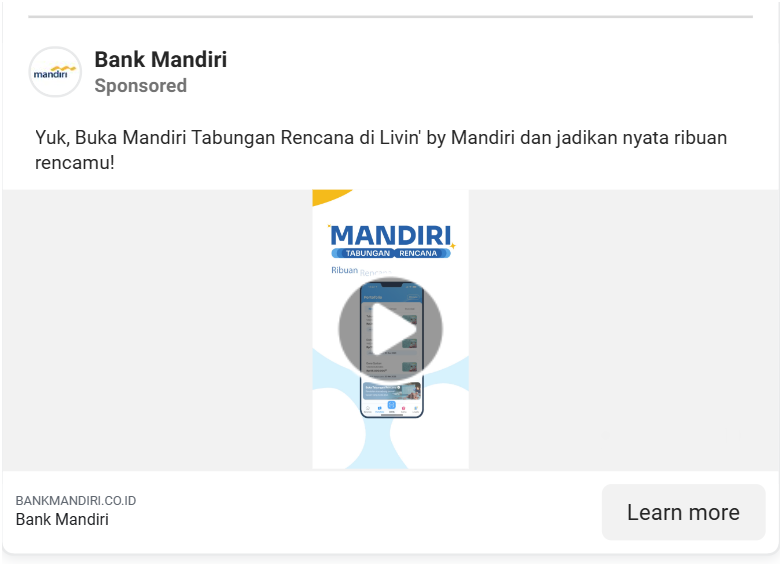 mandiri
Bank Mandiri
Sponsored
Yuk, Buka Mandiri Tabungan Rencana di Livin' by Mandiri dan jadikan nyata ribuan
rencamu!
MANDIRI
TABUNGAN RENCANA
Ribuan Rencana
BANKMANDIRI.CO.ID
Bank Mandiri
Learn more